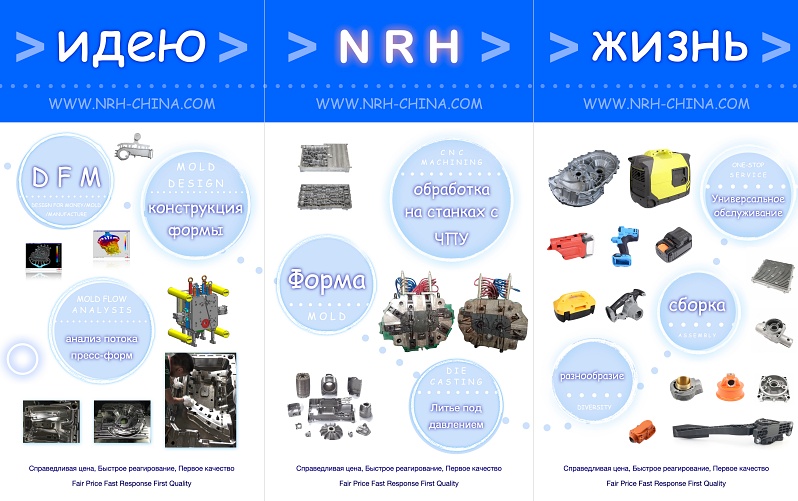 > идею >
WWW.NRH-CHINA.COM
DFM
DESIGN FOR MONEY/MOLD
/MANUFACTURE
MOLD
DESIGN
конструкция
формы
MOLD FLOW
ANALYSIS
анализ потока
пресс-форм
Справедливая цена, Быстрое реагирование, Первое качество
Fair Price Fast Response First Quality
> NRH >
WWW.NRH-CHINA.COM
CNC
MACHINING
обработка
на станках с
ЧПУ
Форма
MOLD
DIE
CASTING
Литье под
давлением
Справедливая цена, Быстрое реагирование, Первое качество
Fair Price Fast Response First Quality
> жизнь >
WWW.NRH-CHINA.COM
ONE-STOP
SERVICE
Универсальное
обслуживание
сборка
ASSEMBLY
разнообразие
DIVERSITY
Справедливая цена, Быстрое реагирование, Первое качество
Fair Price Fast Response First Quality